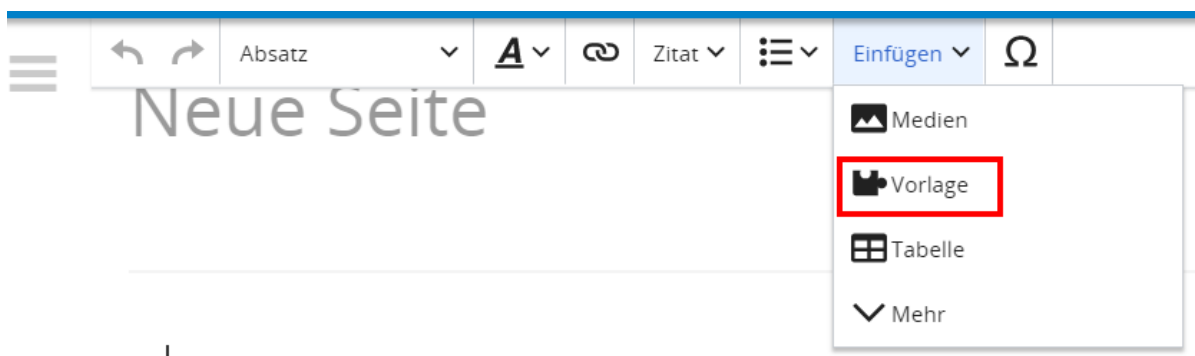 Absatz A Zitat Einfügen Ω
Neue Seite
Medien
Vorlage
Tabelle
Mehr